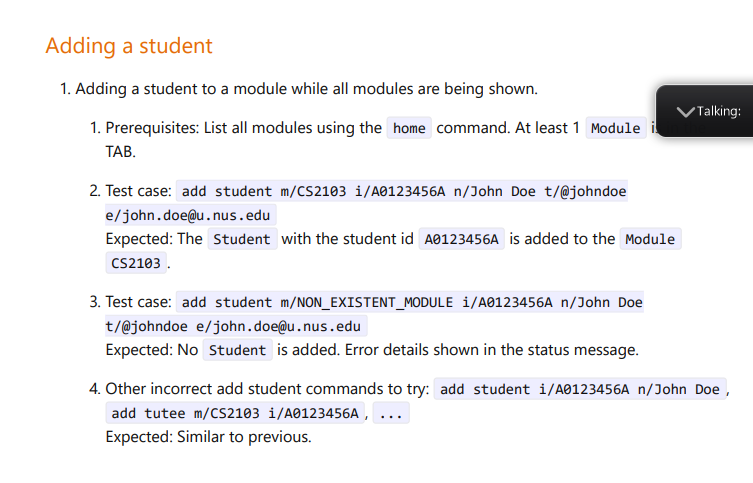 Adding a student
1. Adding a student to a module while all modules are being shown.
1. Prerequisites: List all modules using the home command. At least 1 Module
Talking:
TAB.
2. Test case: add student m/CS2103 i/A0123456A n/John Doe t/@johndoe
e/john.doe@u.nus.edu
Expected: The Student with the student id A0123456A is added to the Module
CS2103 .
3. Test case: add student m/NON_EXISTENT_MODULE i/A0123456A n/John Doe
t/@johndoe e/john.doe@u.nus.edu
Expected: No Student is added. Error details shown in the status message.
4. Other incorrect add student commands to try: add student i/A0123456A n/John Doe ,
add tutee m/CS2103 i/A0123456A , ...
Expected: Similar to previous.